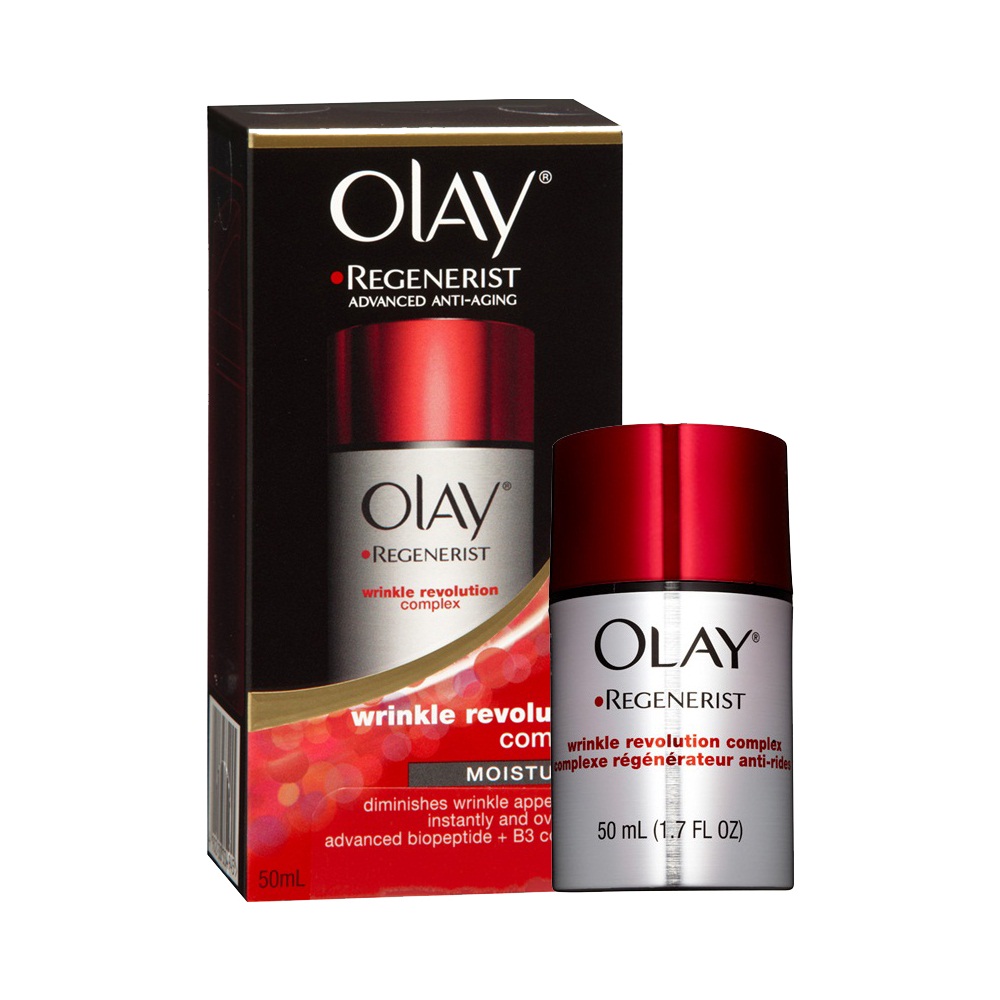 OLAY®
•REGENERIST
ADVANCED ANTI-AGING
OLAY®
•REGENERIST
wrinkle revolution
complex
wrinkle revolu
com
MOISTU
diminishes wrinkle appe
instantly and ov
advanced biopeptide + B3 co
50mL
OLAY®
•REGENERIST
wrinkle revolution complex
complexe régénérateur anti-rides
50 mL (1.7 FL OZ)